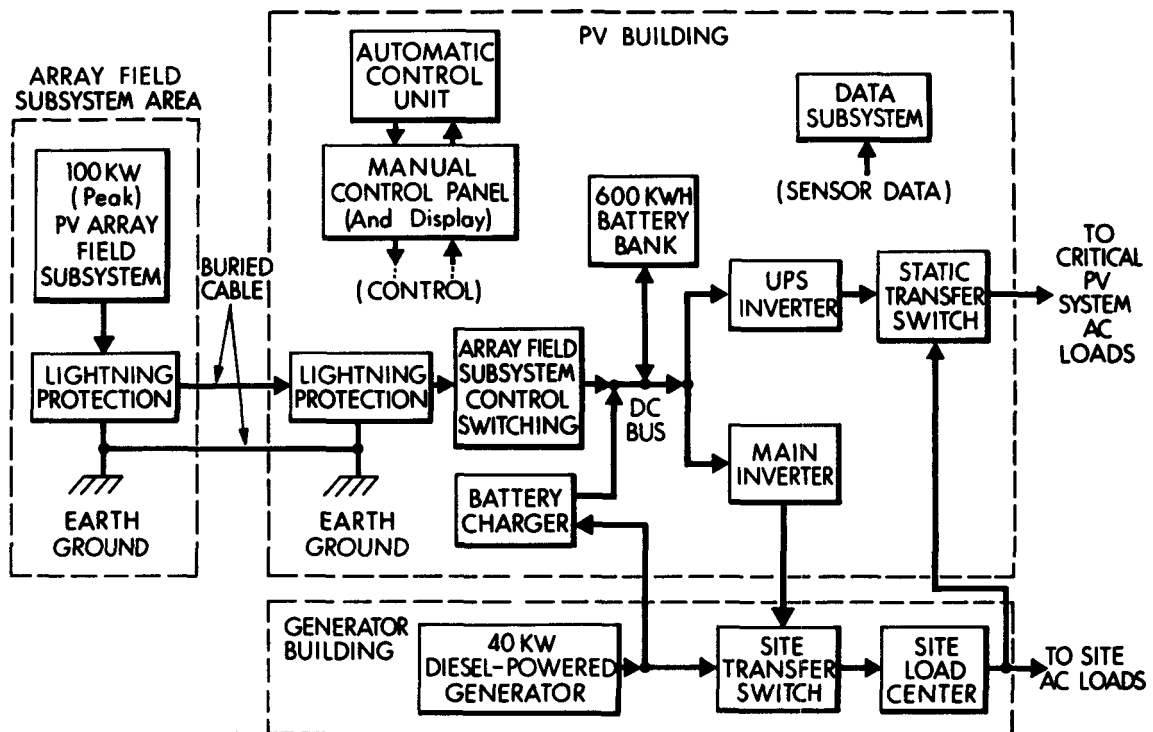 PV BUILDING
ARRAY FIELD
SUBSYSTEM AREA
100 KW
(Peak)
PV ARRAY
FIELD
SUBSYSTEM
BURIED
CABLE
LIGHTNING
PROTECTION
EARTH
GROUND
AUTOMATIC
CONTROL
UNIT
MANUAL
CONTROL PANEL
(And Display)
(CONTROL)
LIGHTNING
PROTECTION
EARTH
GROUND
ARRAY FIELD
SUBSYSTEM
CONTROL
SWITCHING
BATTERY
CHARGER
600 KWH
BATTERY
BANK
DC
BUS
DATA
SUBSYSTEM
(SENSOR DATA)
UPS
INVERTER
STATIC
TRANSFER
SWITCH
TO
CRITICAL
PV
SYSTEM
AC
LOADS
MAIN
INVERTER
GENERATOR
BUILDING
40 KW
DIESEL-POWERED
GENERATOR
SITE
TRANSFER
SWITCH
SITE
LOAD
CENTER
TO SITE
AC LOADS